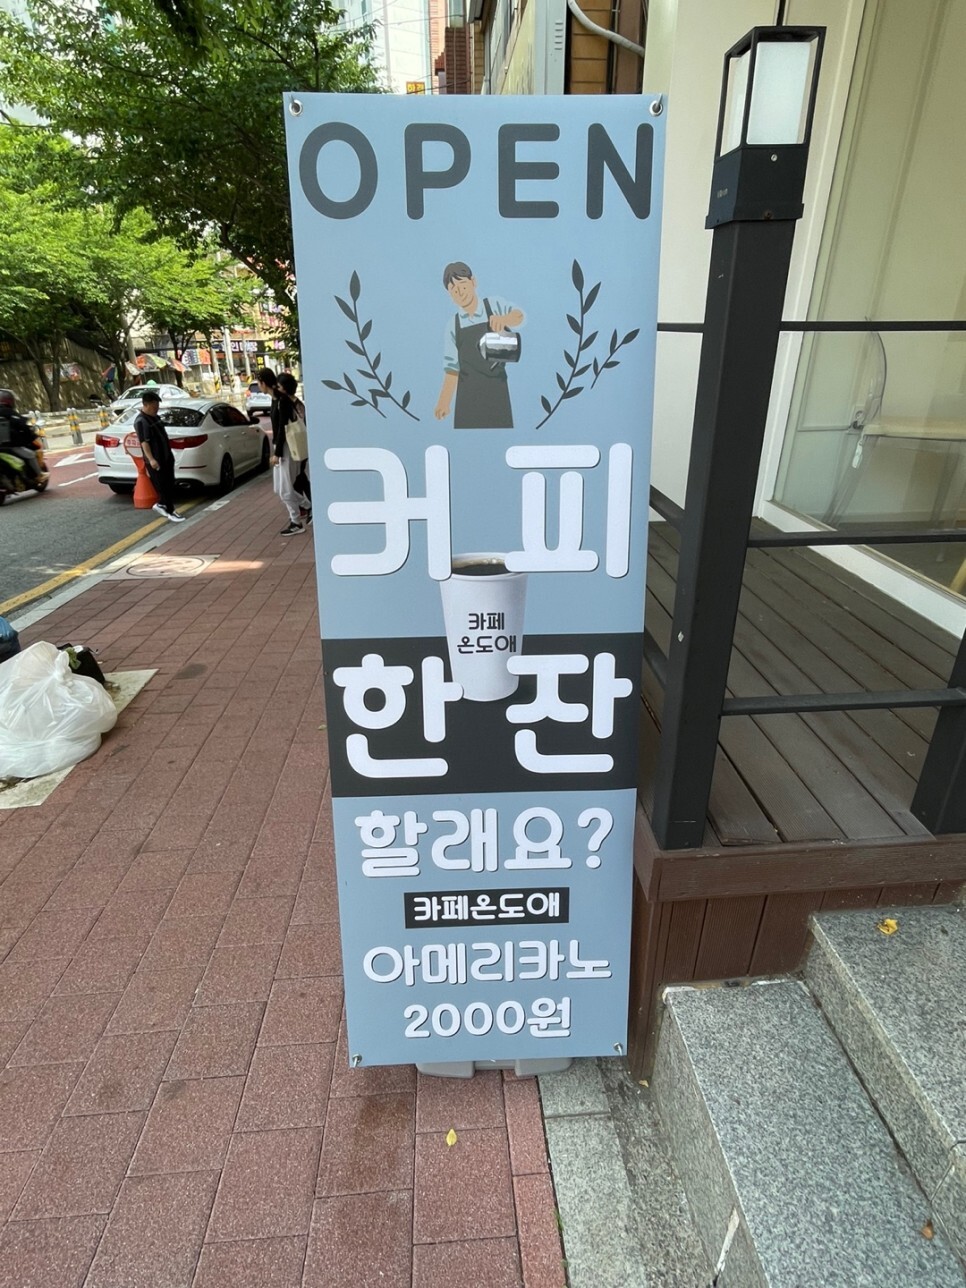 OPEN
커피
카페
온도애
한잔
할래요?
카페온도애
아메리카노
2000원